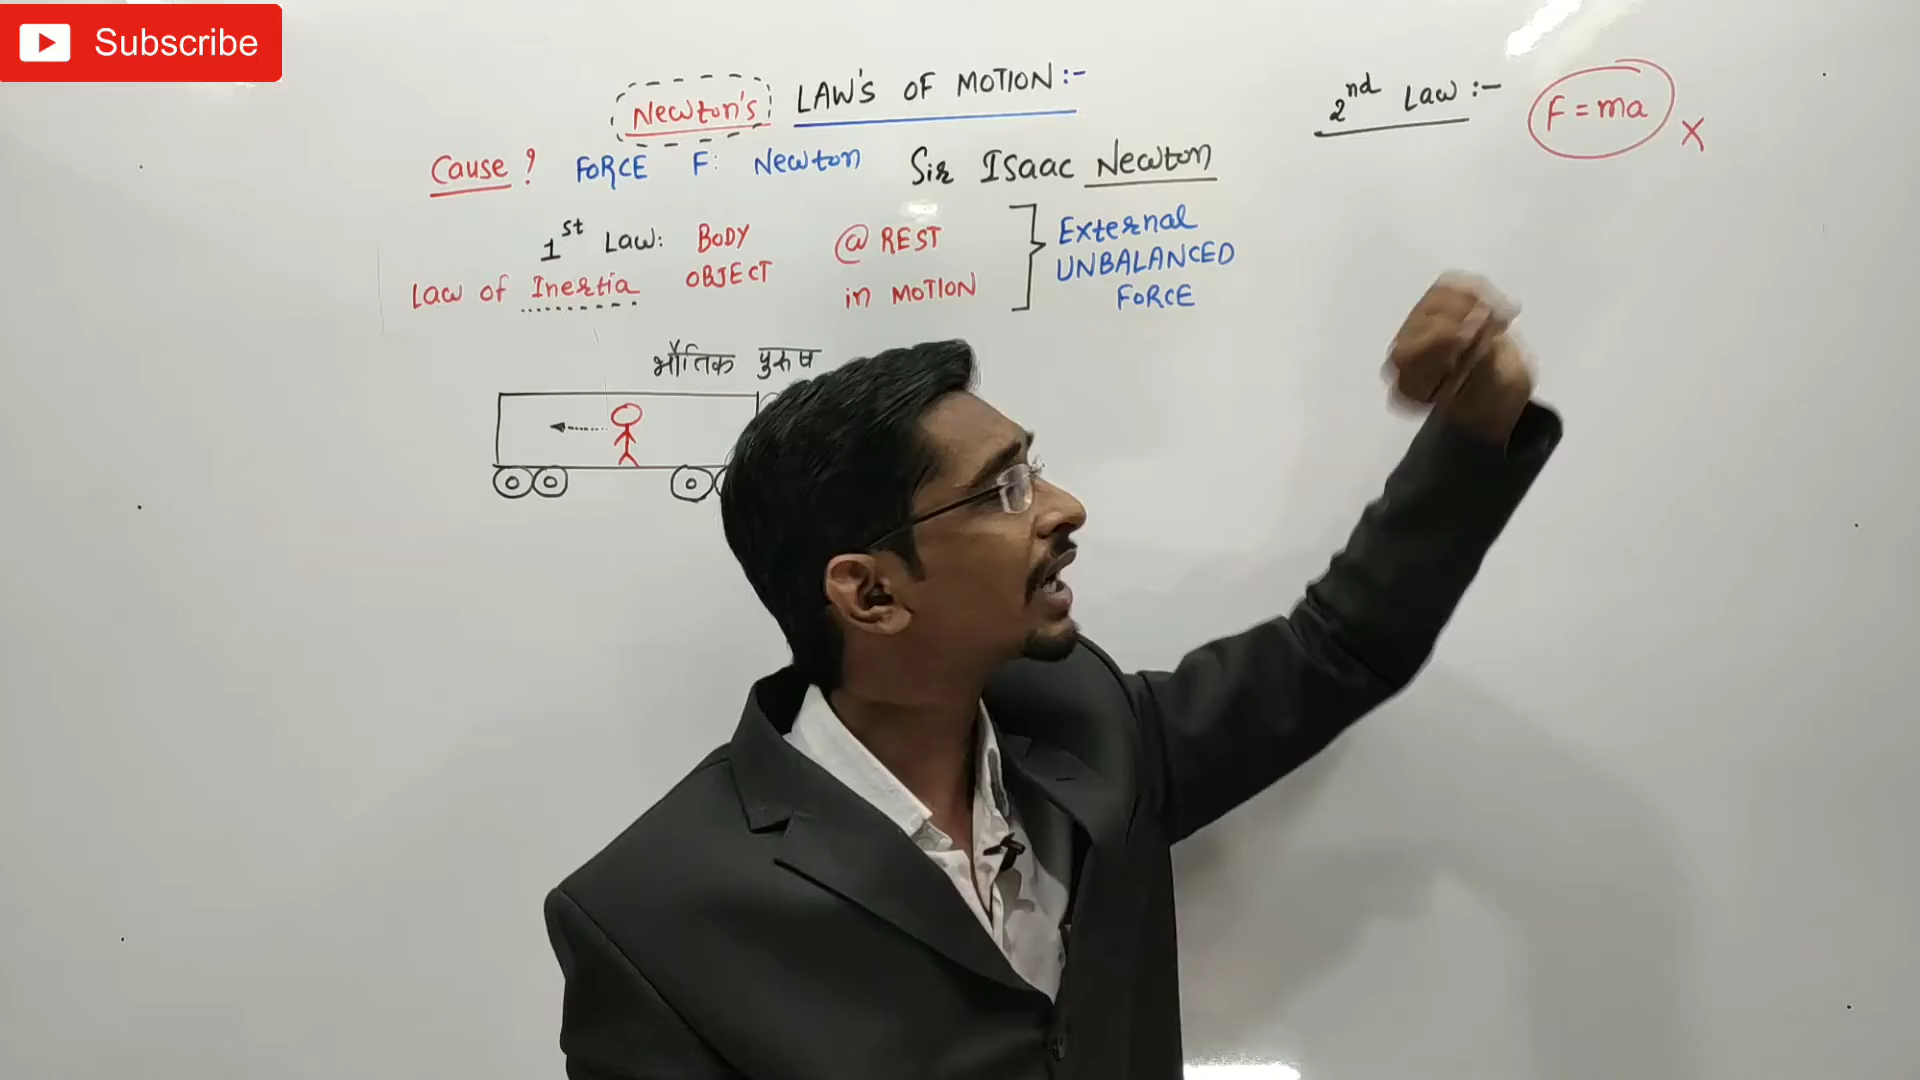 Subscribe
Newton's LAW'S OF MOTION:-
Cause? FORCE F: Newton Sir ISaac Newton
1st Law: BODY @ REST External
OBJECT UNBALANCED
Law of Inertia in MOTION FORCE
भौतिक पुरुष
2nd Law:- F=ma X